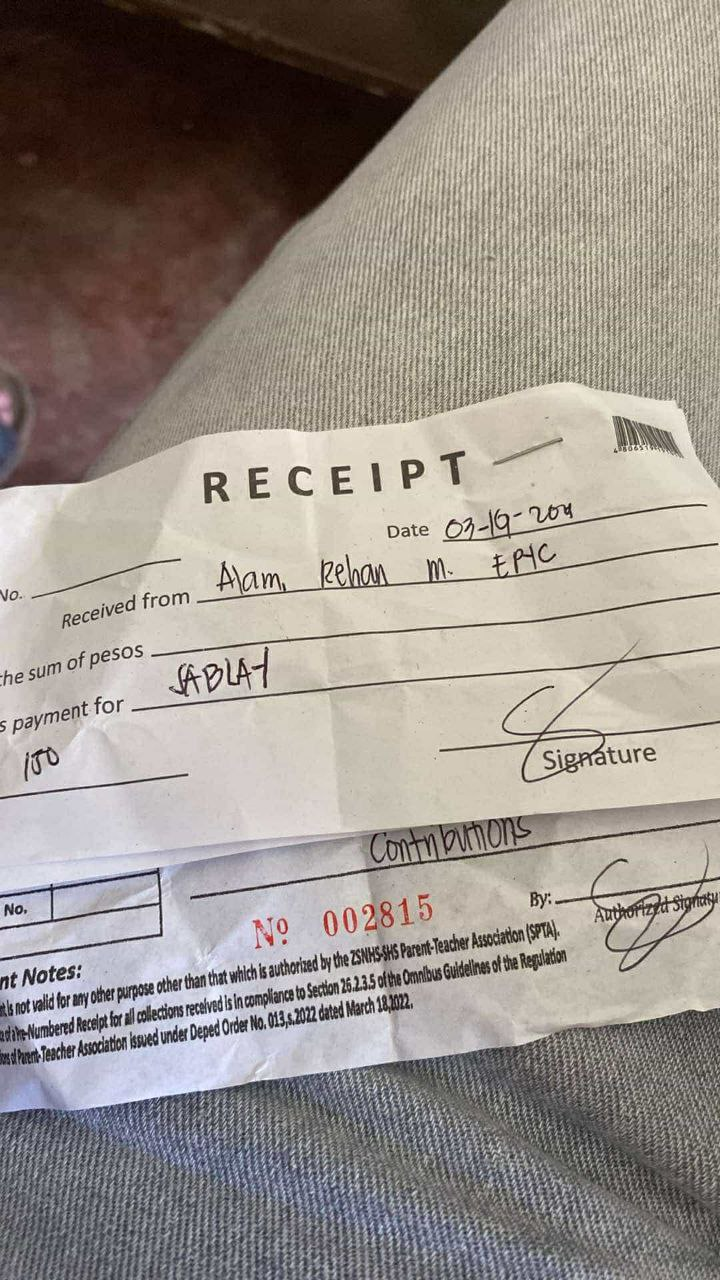 RECEIPT
Date 03-19-204
No.
Received from Alam, Rehan M. EPIC
the sum of pesos
s payment for SABLAY
150
Signature
Contributions
No.
Nº 002815
By:
Authorized Signatu
nt Notes:
nt is not valid for any other purpose other than that which is authorized by the ZSNHS-SHS Parent-Teacher Association (SPTA).
of a Pre-Numbered Receipt for all collections received is in compliance to Section 26.2.3.5 of the Omnibus Guidelines of the Regulation
ions of Parent-Teacher Association issued under Deped Order No. 013,s.2022 dated March 18,2022.